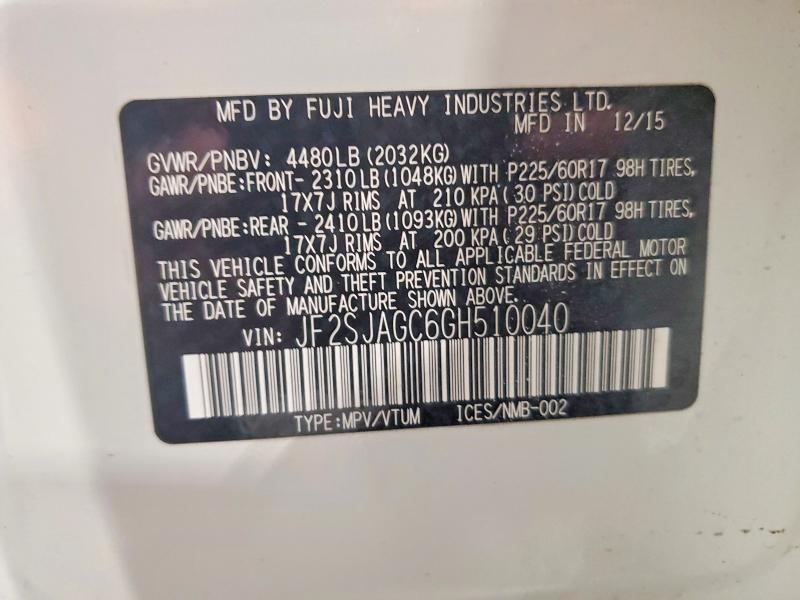 MFD BY FUJI HEAVY INDUSTRIES LTD.
MFD IN 12/15
GVWR/PNBV: 4480LB (2032KG)
GAWR/PNBE:FRONT- 2310LB (1048KG)WITH P225/60R17 98H TIRES,
17X7J RIMS AT 210 KPA( 30 PSI)COLD
GAWR/PNBE:REAR - 2410LB (1093KG)WITH P225/60R17 98H TIRES,
17X7J RIMS AT 200 KPA( 29 PSI)COLD
THIS VEHICLE CONFORMS TO ALL APPLICABLE FEDERAL MOTOR
VEHICLE SAFETY AND THEFT PREVENTION STANDARDS IN EFFECT ON
THE DATE OF MANUFACTURE SHOWN ABOVE.
VIN: JF2SJAGC6GH510040
TYPE:MPV/VTUM ICES/NMB-002